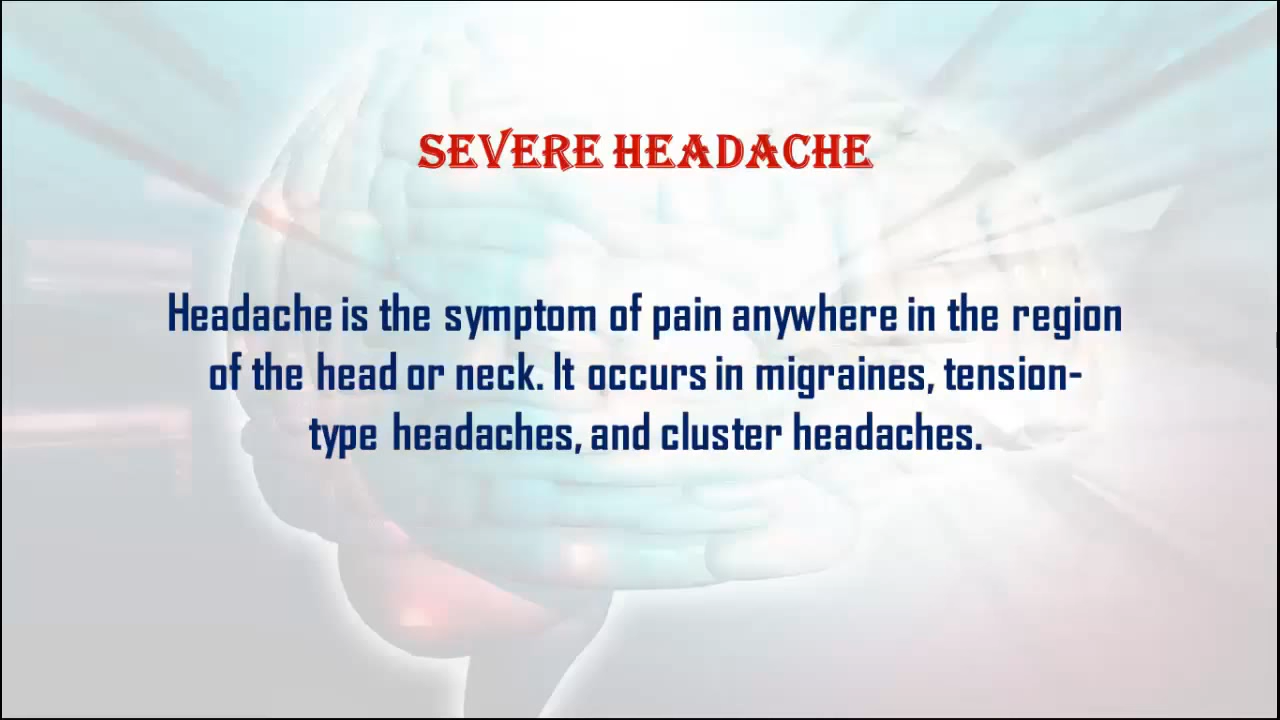 SEVERE HEADACHE
Headache is the symptom of pain anywhere in the region
of the head or neck. It occurs in migraines, tension-
type headaches, and cluster headaches.